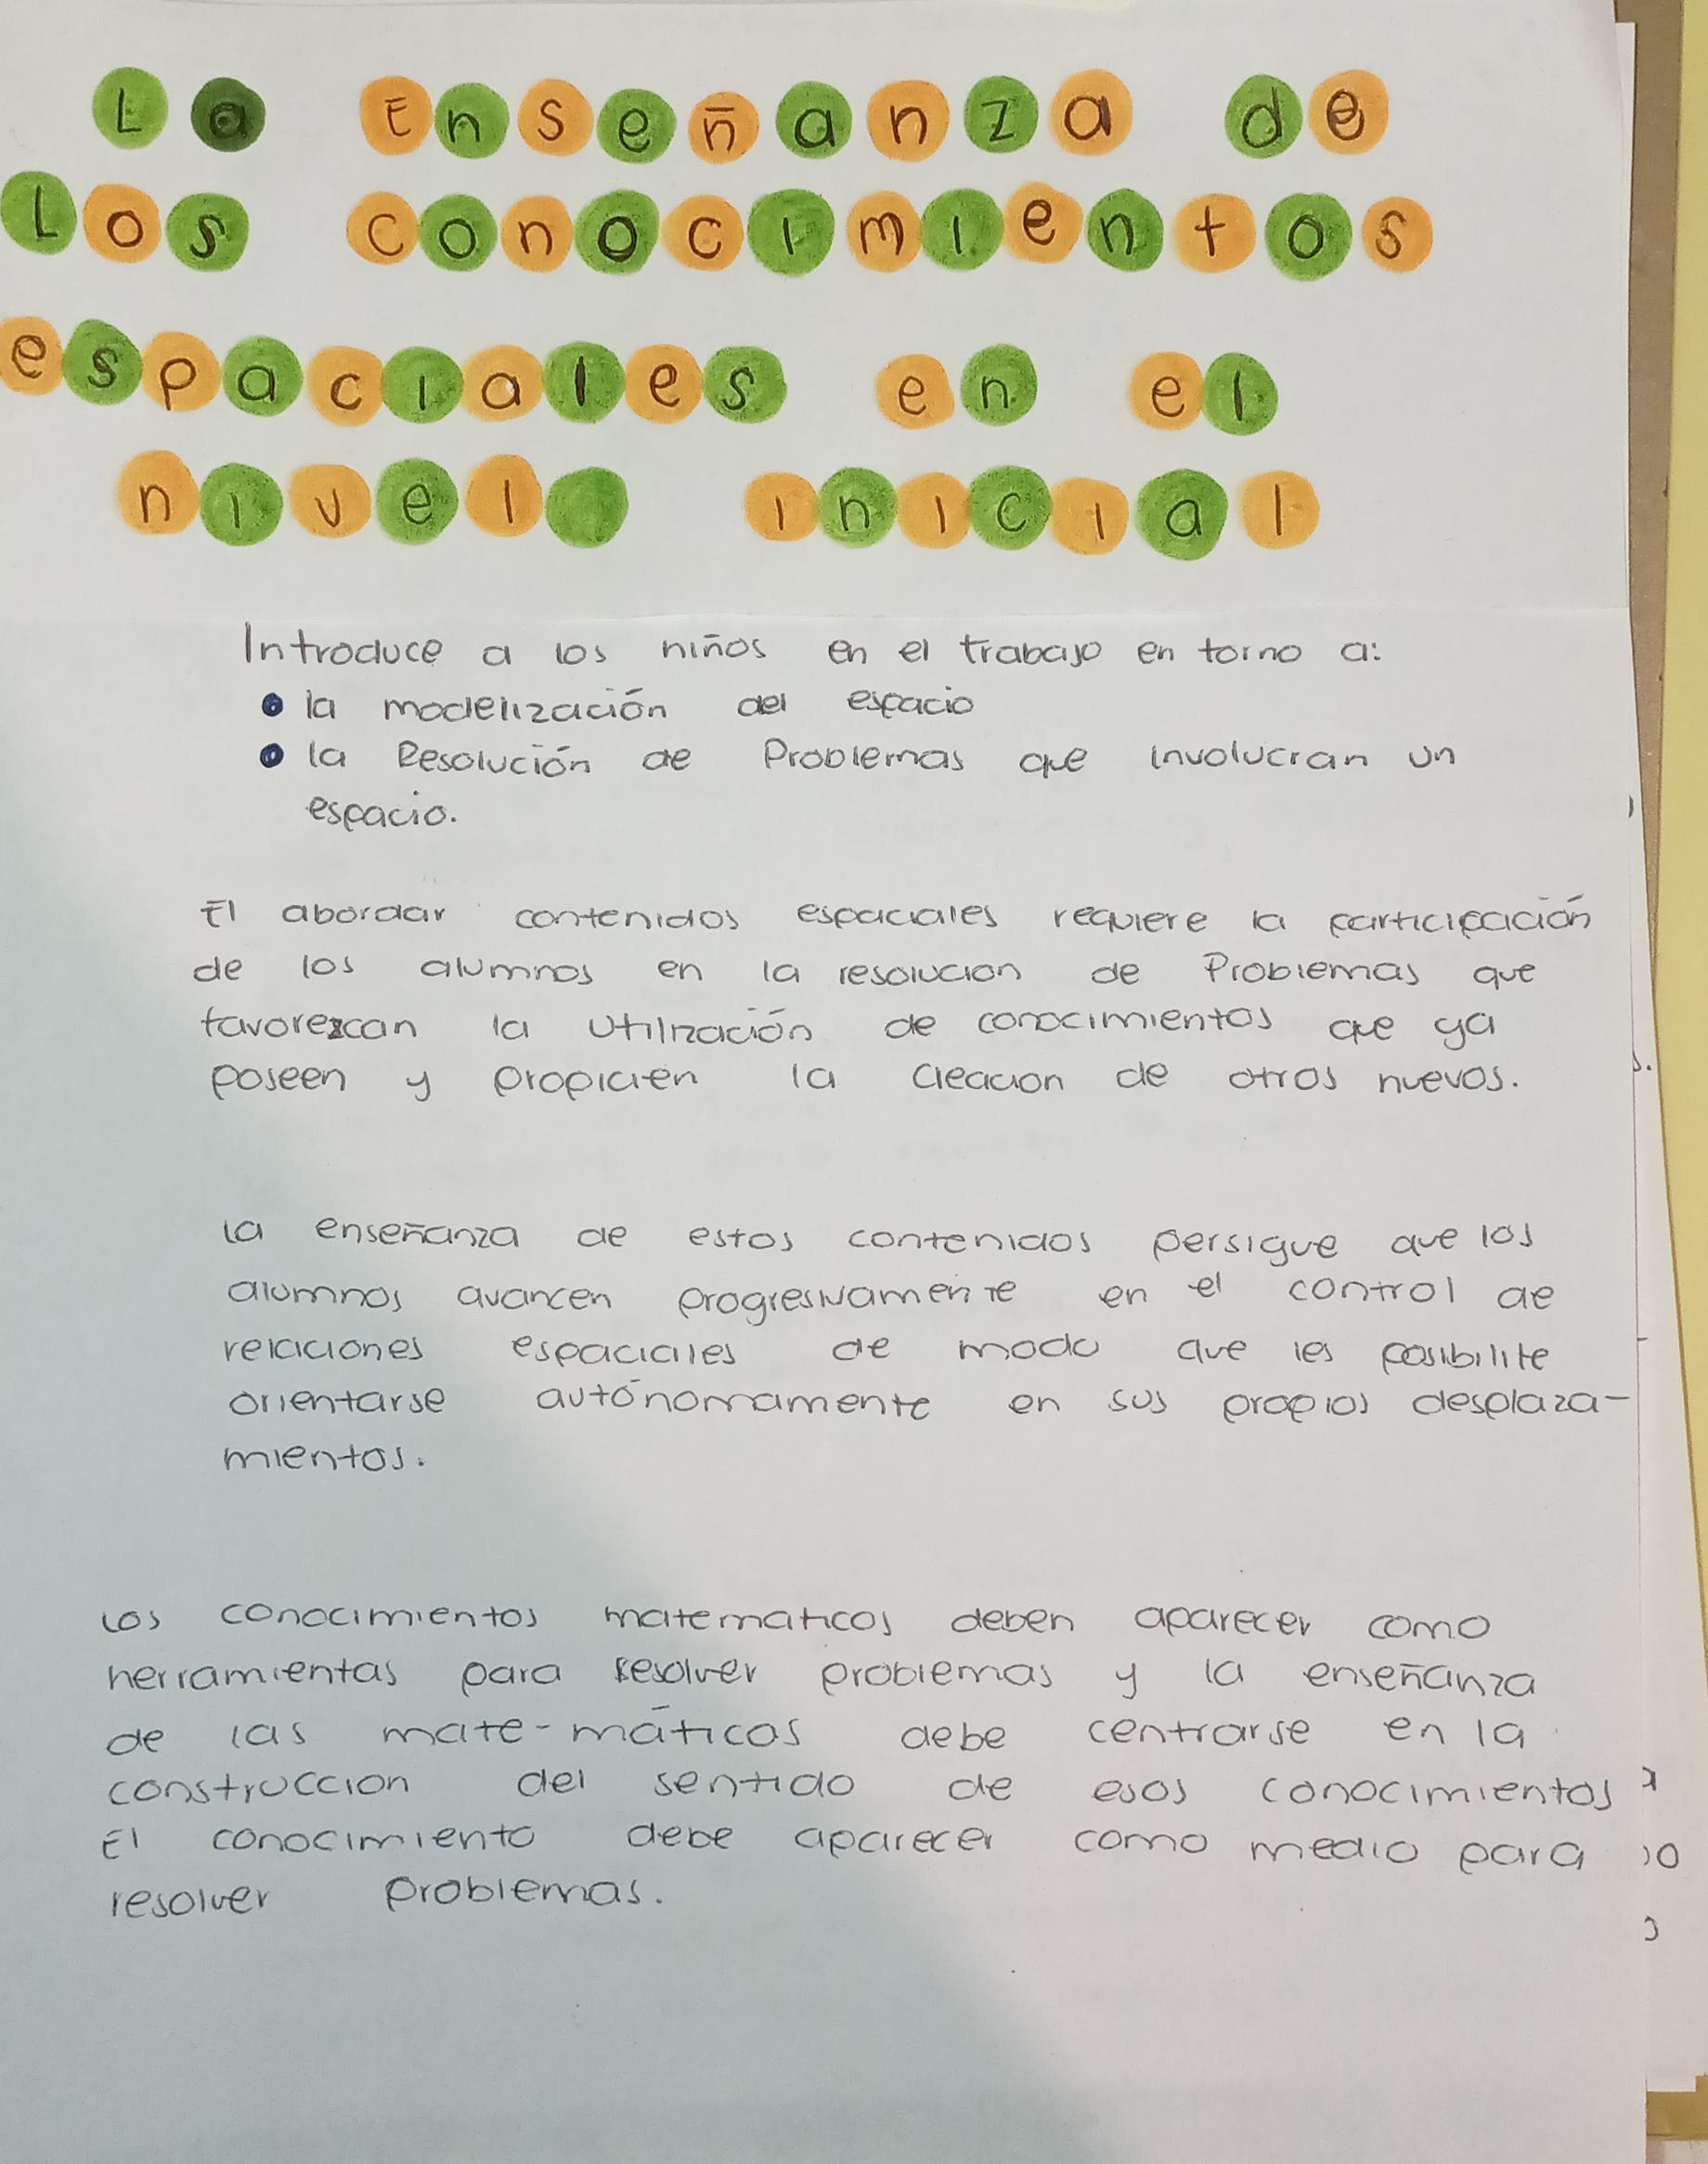 La Enseñanza de
Los conocimientos
espaciales en el
nivel inicial
Introduce a los niños en el trabajo en torno a:
la modelización del espacio
la Resolución de Problemas que involucran un
espacio.
El abordar contenidos espaciales requiere la participación
de los alumnos en la resolucion de Problemas que
favorezcan la utilización de conocimientos que ya
poseen y propicien la creacion de otros nuevos.
La enseñanza de estos contenidos persigue que los
alumnos avancen progresivamente en el control de
relaciones espaciales de modo que les posibilite
orientarse autónomamente en sus propios desplaza-
mientos.
Los conocimientos matematicos deben aparecer como
herramientas para Resolver problemas y la enseñanza
de las mate-máticas debe centrarse en la
construccion del sentido de esos conocimientos
El conocimiento debe aparecer como medio para
resolver problemas.